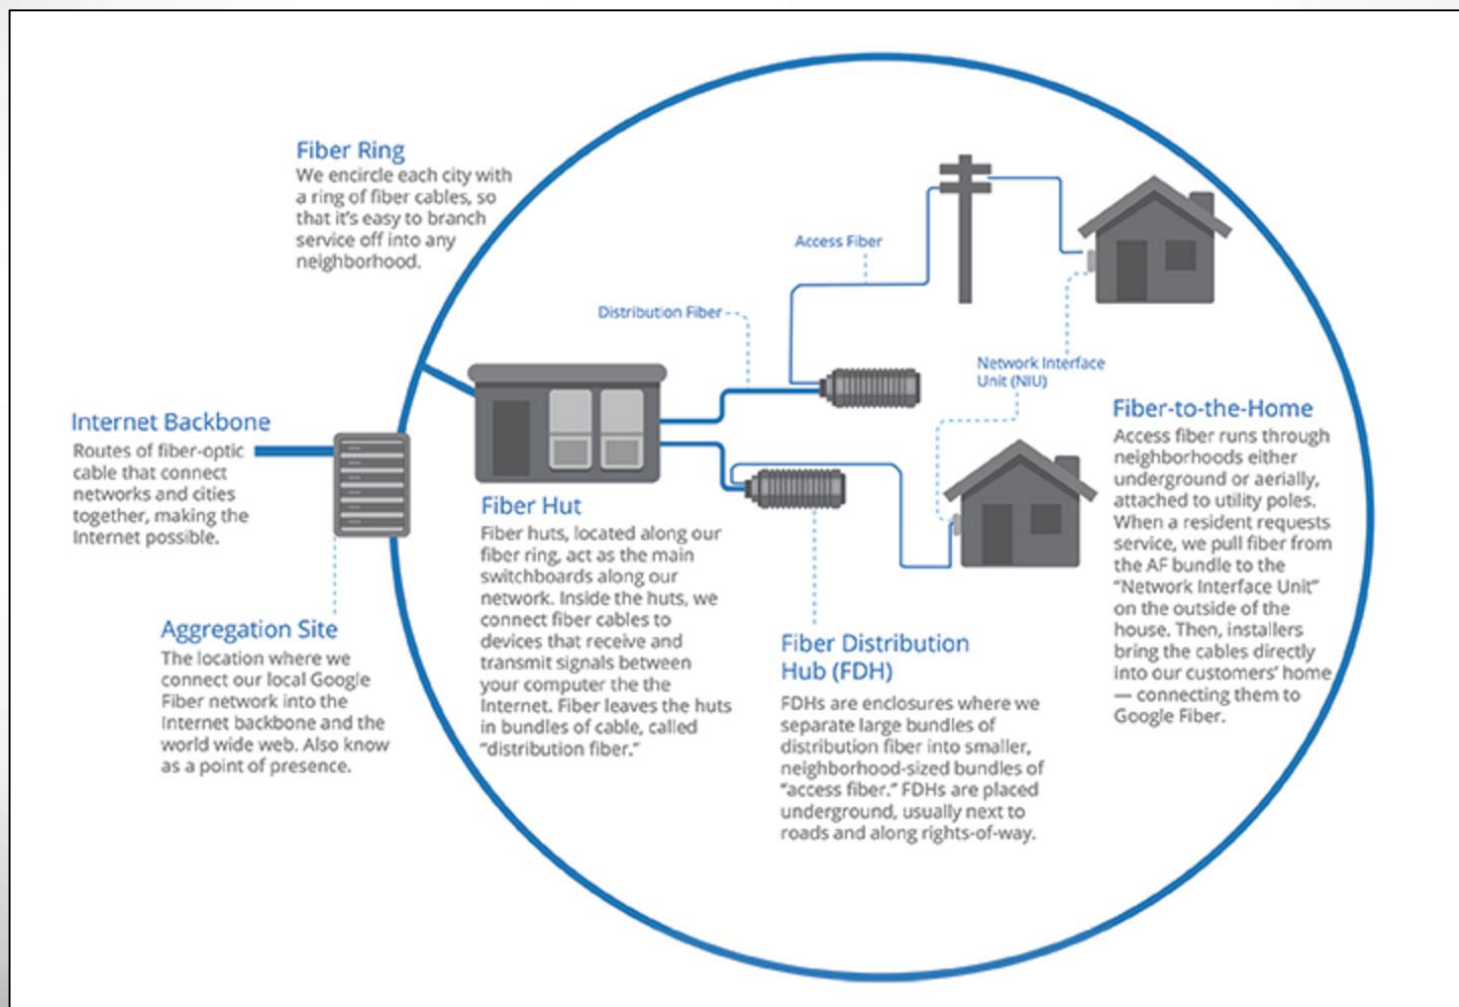 Fiber Ring
We encircle each city with
a ring of fiber cables, so
that it's easy to branch
service off into any
neighborhood.
Access Fiber
Distribution Fiber
Network Interface
Unit (NIU)
Internet Backbone
Routes of fiber-optic
cable that connect
networks and cities
together, making the
Internet possible.
Aggregation Site
The location where we
connect our local Google
Fiber network into the
Internet backbone and the
world wide web. Also know
as a point of presence.
Fiber Hut
Fiber huts, located along our
fiber ring, act as the main
switchboards along our
network. Inside the huts, we
connect fiber cables to
devices that receive and
transmit signals between
your computer the the
Internet. Fiber leaves the huts
in bundles of cable, called
"distribution fiber."
Fiber Distribution
Hub (FDH)
FDHs are enclosures where we
separate large bundles of
distribution fiber into smaller,
neighborhood-sized bundles of
"access fiber." FDHs are placed
underground, usually next to
roads and along rights-of-way.
Fiber-to-the-Home
Access fiber runs through
neighborhoods either
underground or aerially,
attached to utility poles.
When a resident requests
service, we pull fiber from
the AF bundle to the
"Network Interface Unit"
on the outside of the
house. Then, installers
bring the cables directly
into our customers' home
— connecting them to
Google Fiber.